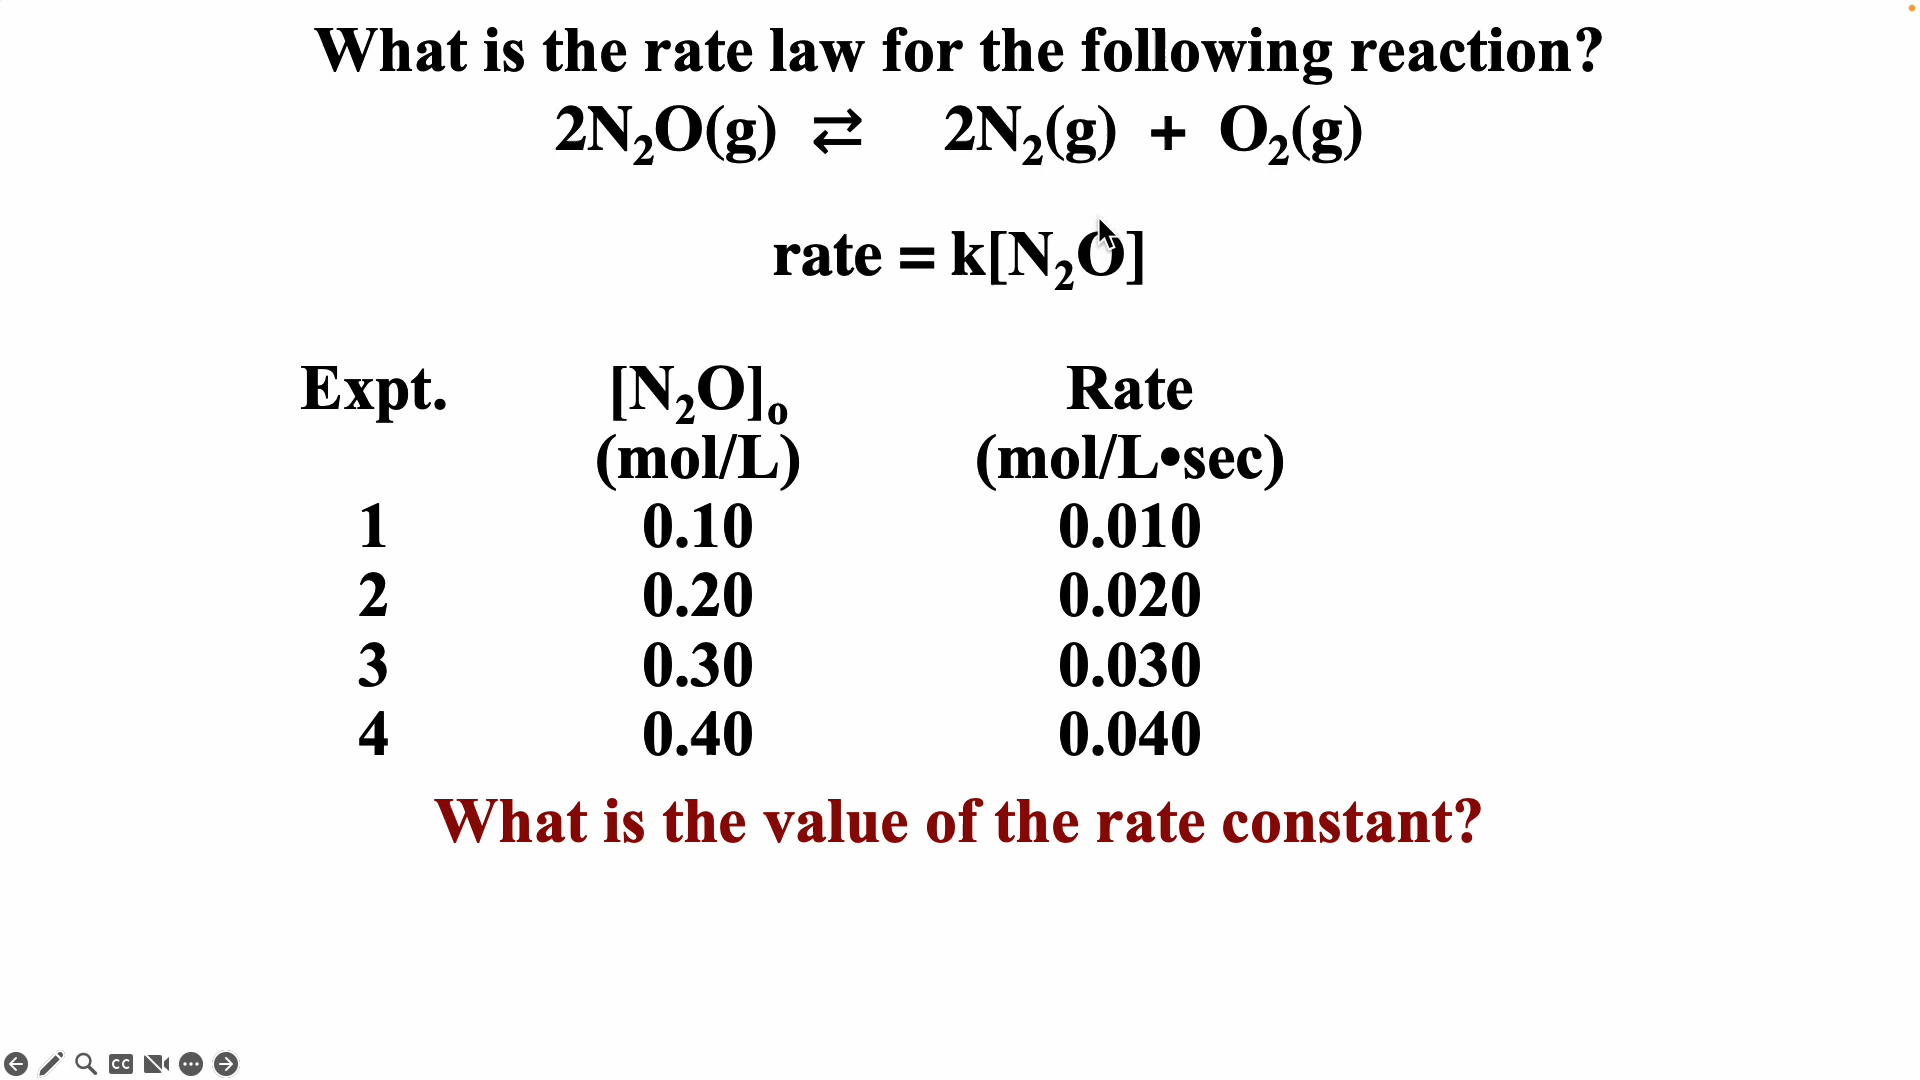 What is the rate law for the following reaction?
2N₂O(g) ⇄ 2N₂(g) + O₂(g)
rate = k[N₂O]
Expt. [N₂O]ₒ Rate
(mol/L) (mol/L•sec)
1 0.10 0.010
2 0.20 0.020
3 0.30 0.030
4 0.40 0.040
What is the value of the rate constant?
CC